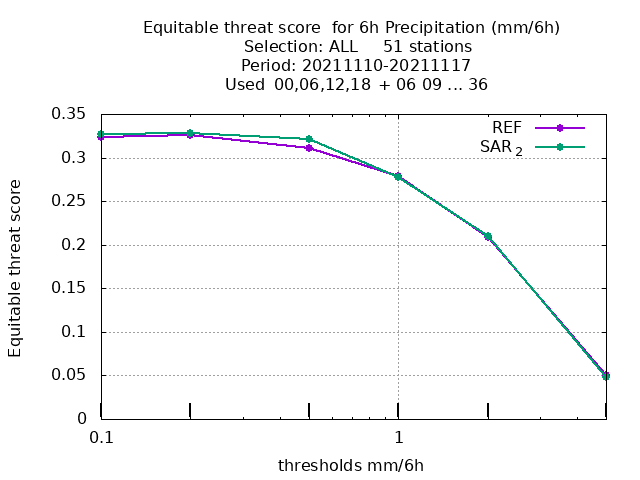 Equitable threat score  for 6h Precipitation (mm/6h)
Selection: ALL     51 stations
Period: 20211110-20211117
Used  00,06,12,18 + 06 09 ... 36
REF
SAR 2
0.35
0.3
0.25
0.2
0.15
0.1
0.05
0
Equitable threat score
0.1
1
thresholds mm/6h